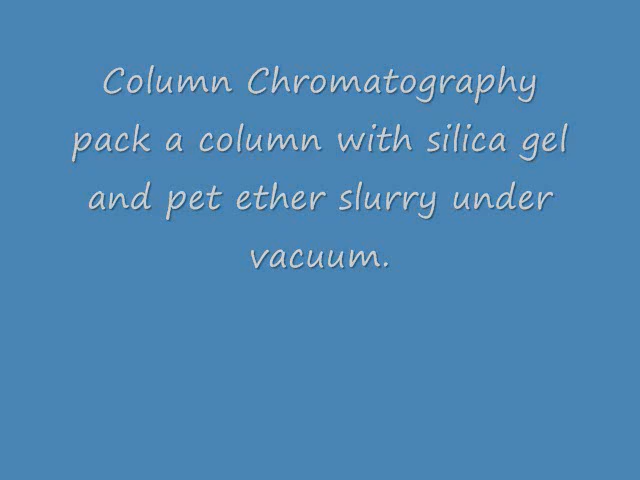 Column Chromatography
pack a column with silica gel
and pet ether slurry under
vacuum.